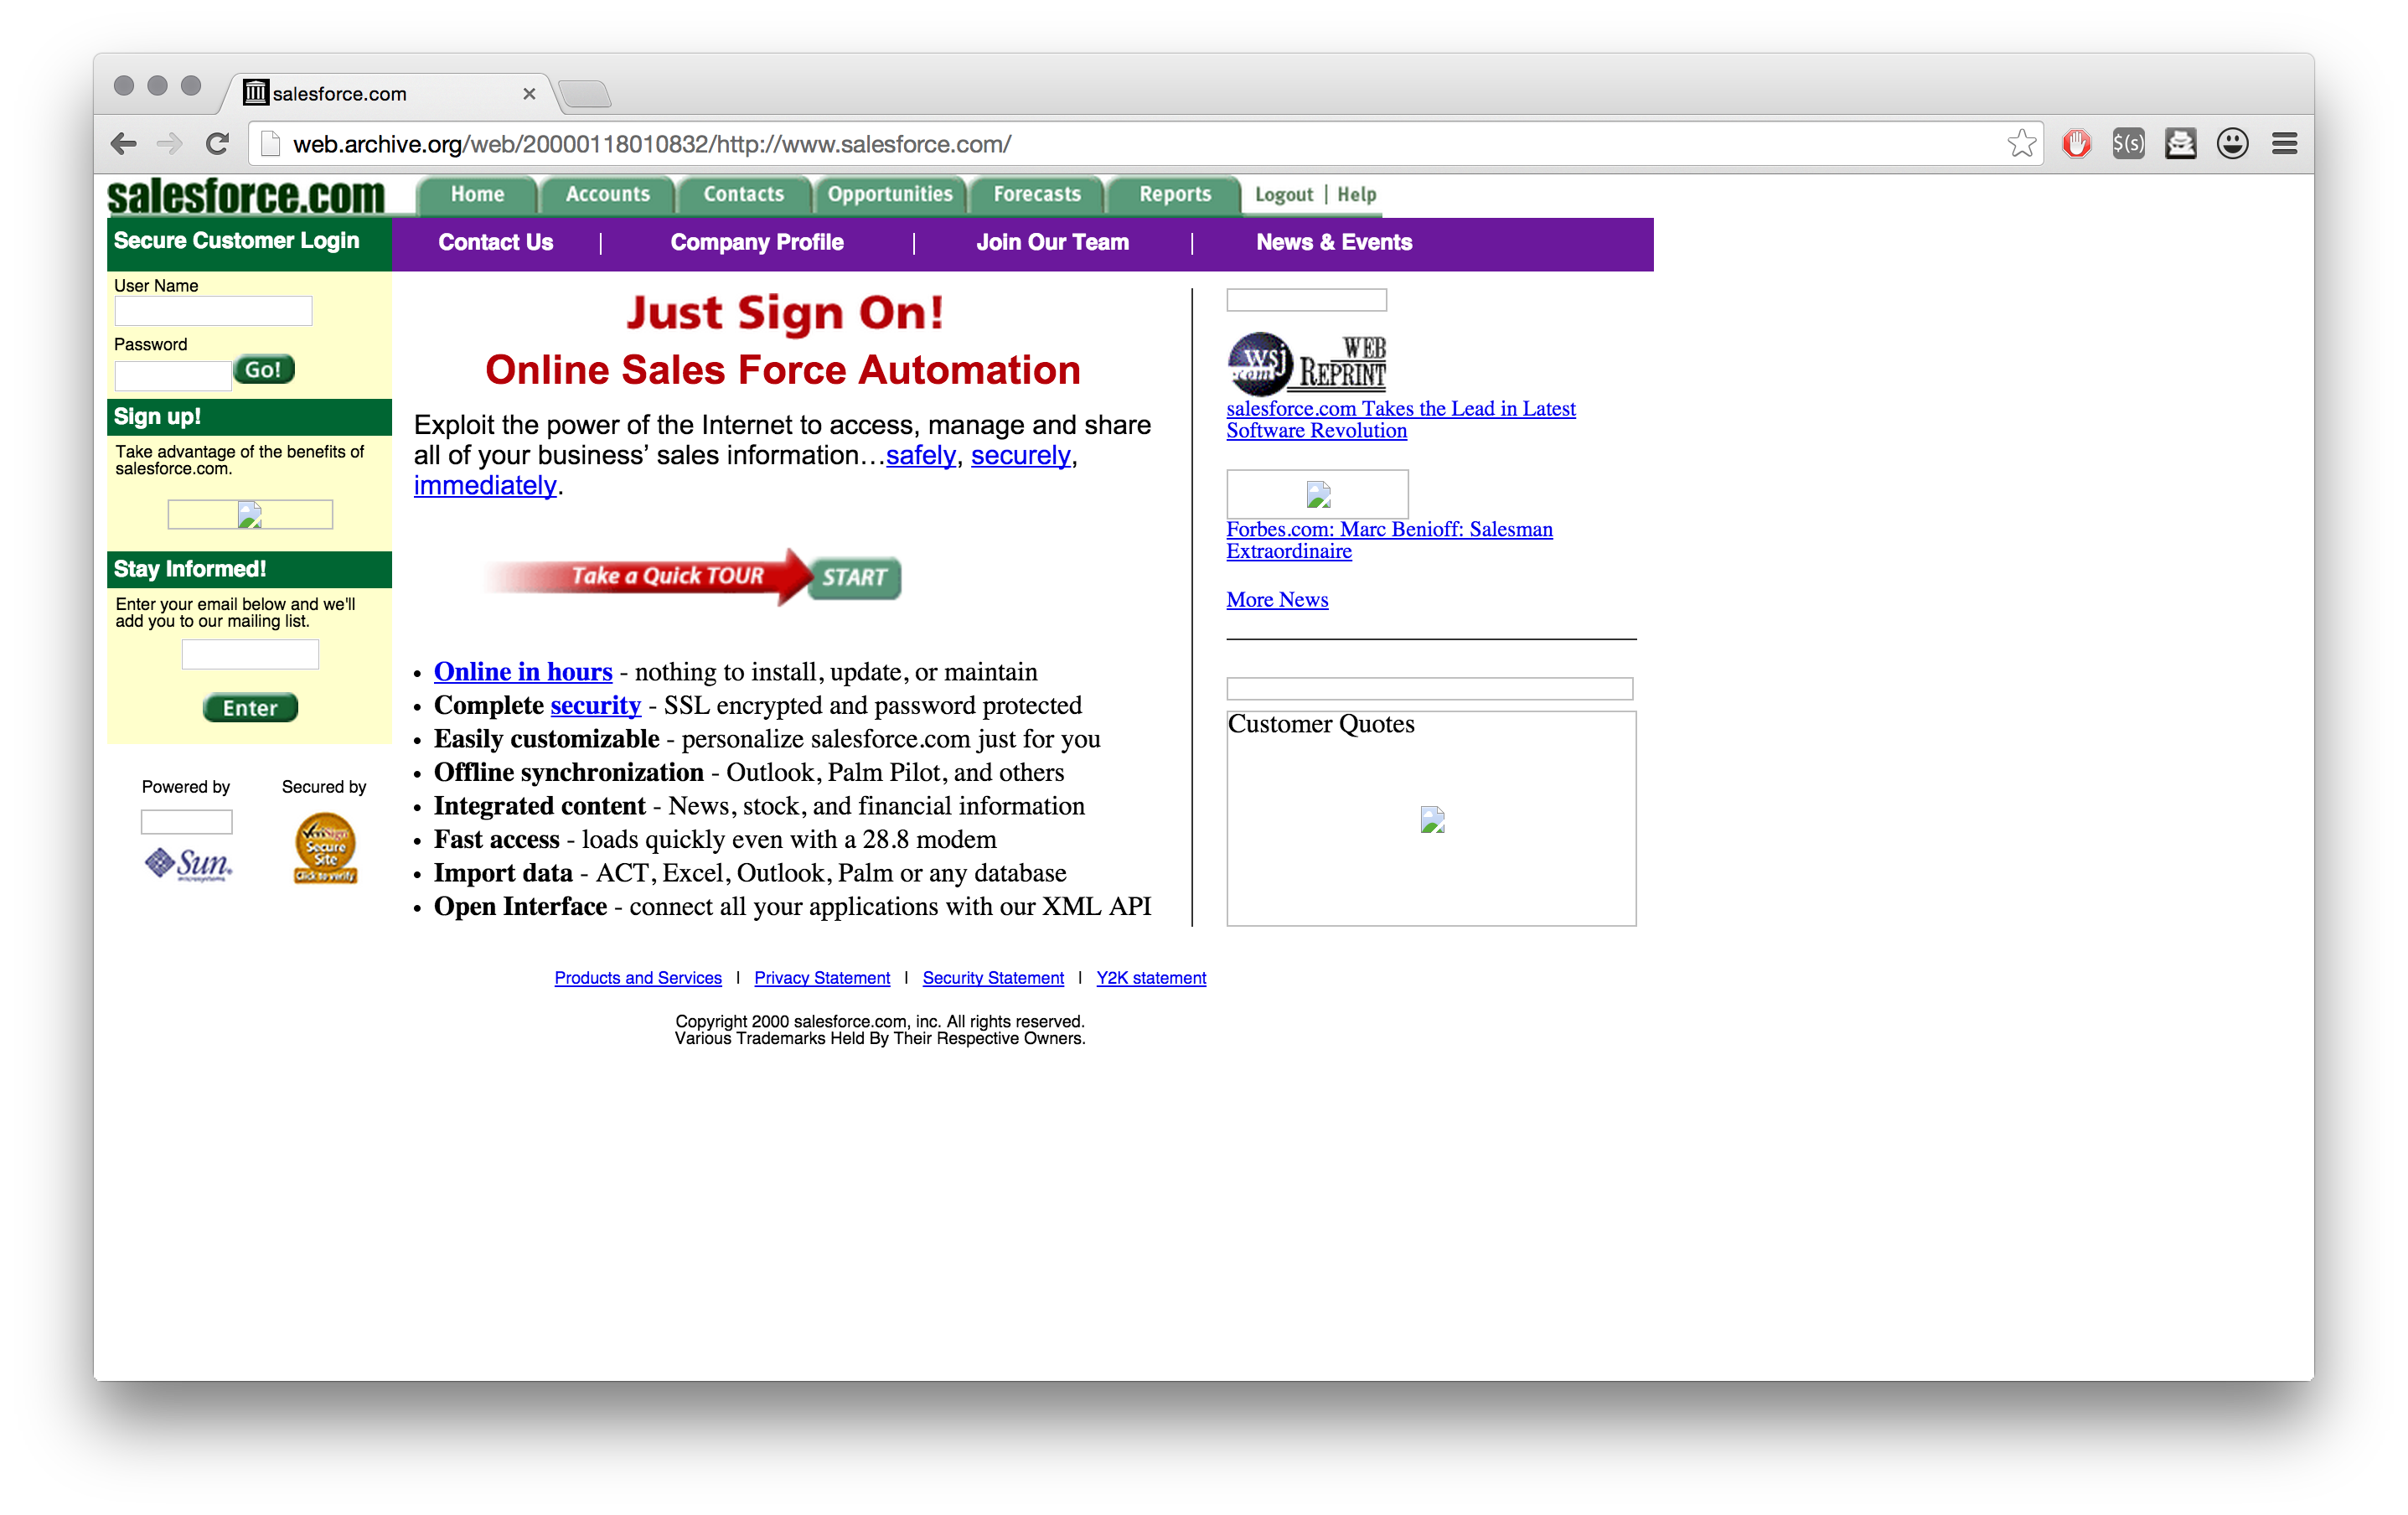 salesforce.com
web.archive.org/web/20000118010832/http://www.salesforce.com/
$(s)
salesforce.com
Home Accounts Contacts Opportunities Forecasts Reports Logout | Help
Secure Customer Login
Contact Us | Company Profile | Join Our Team | News & Events
User Name
Password
Go!
Sign up!
Take advantage of the benefits of
salesforce.com.
Stay Informed!
Enter your email below and we'll
add you to our mailing list.
Enter
Powered by
Sun
microsystems
Secured by
VeriSign
Secure
Site
Click to verify
Just Sign On!
Online Sales Force Automation
Exploit the power of the Internet to access, manage and share
all of your business’ sales information…safely, securely,
immediately.
Take a Quick TOUR START
• Online in hours - nothing to install, update, or maintain
• Complete security - SSL encrypted and password protected
• Easily customizable - personalize salesforce.com just for you
• Offline synchronization - Outlook, Palm Pilot, and others
• Integrated content - News, stock, and financial information
• Fast access - loads quickly even with a 28.8 modem
• Import data - ACT, Excel, Outlook, Palm or any database
• Open Interface - connect all your applications with our XML API
wsj
.com
WEB
REPRINT
salesforce.com Takes the Lead in Latest
Software Revolution
Forbes.com: Marc Benioff: Salesman
Extraordinaire
More News
Customer Quotes
Products and Services | Privacy Statement | Security Statement | Y2K statement
Copyright 2000 salesforce.com, inc. All rights reserved.
Various Trademarks Held By Their Respective Owners.